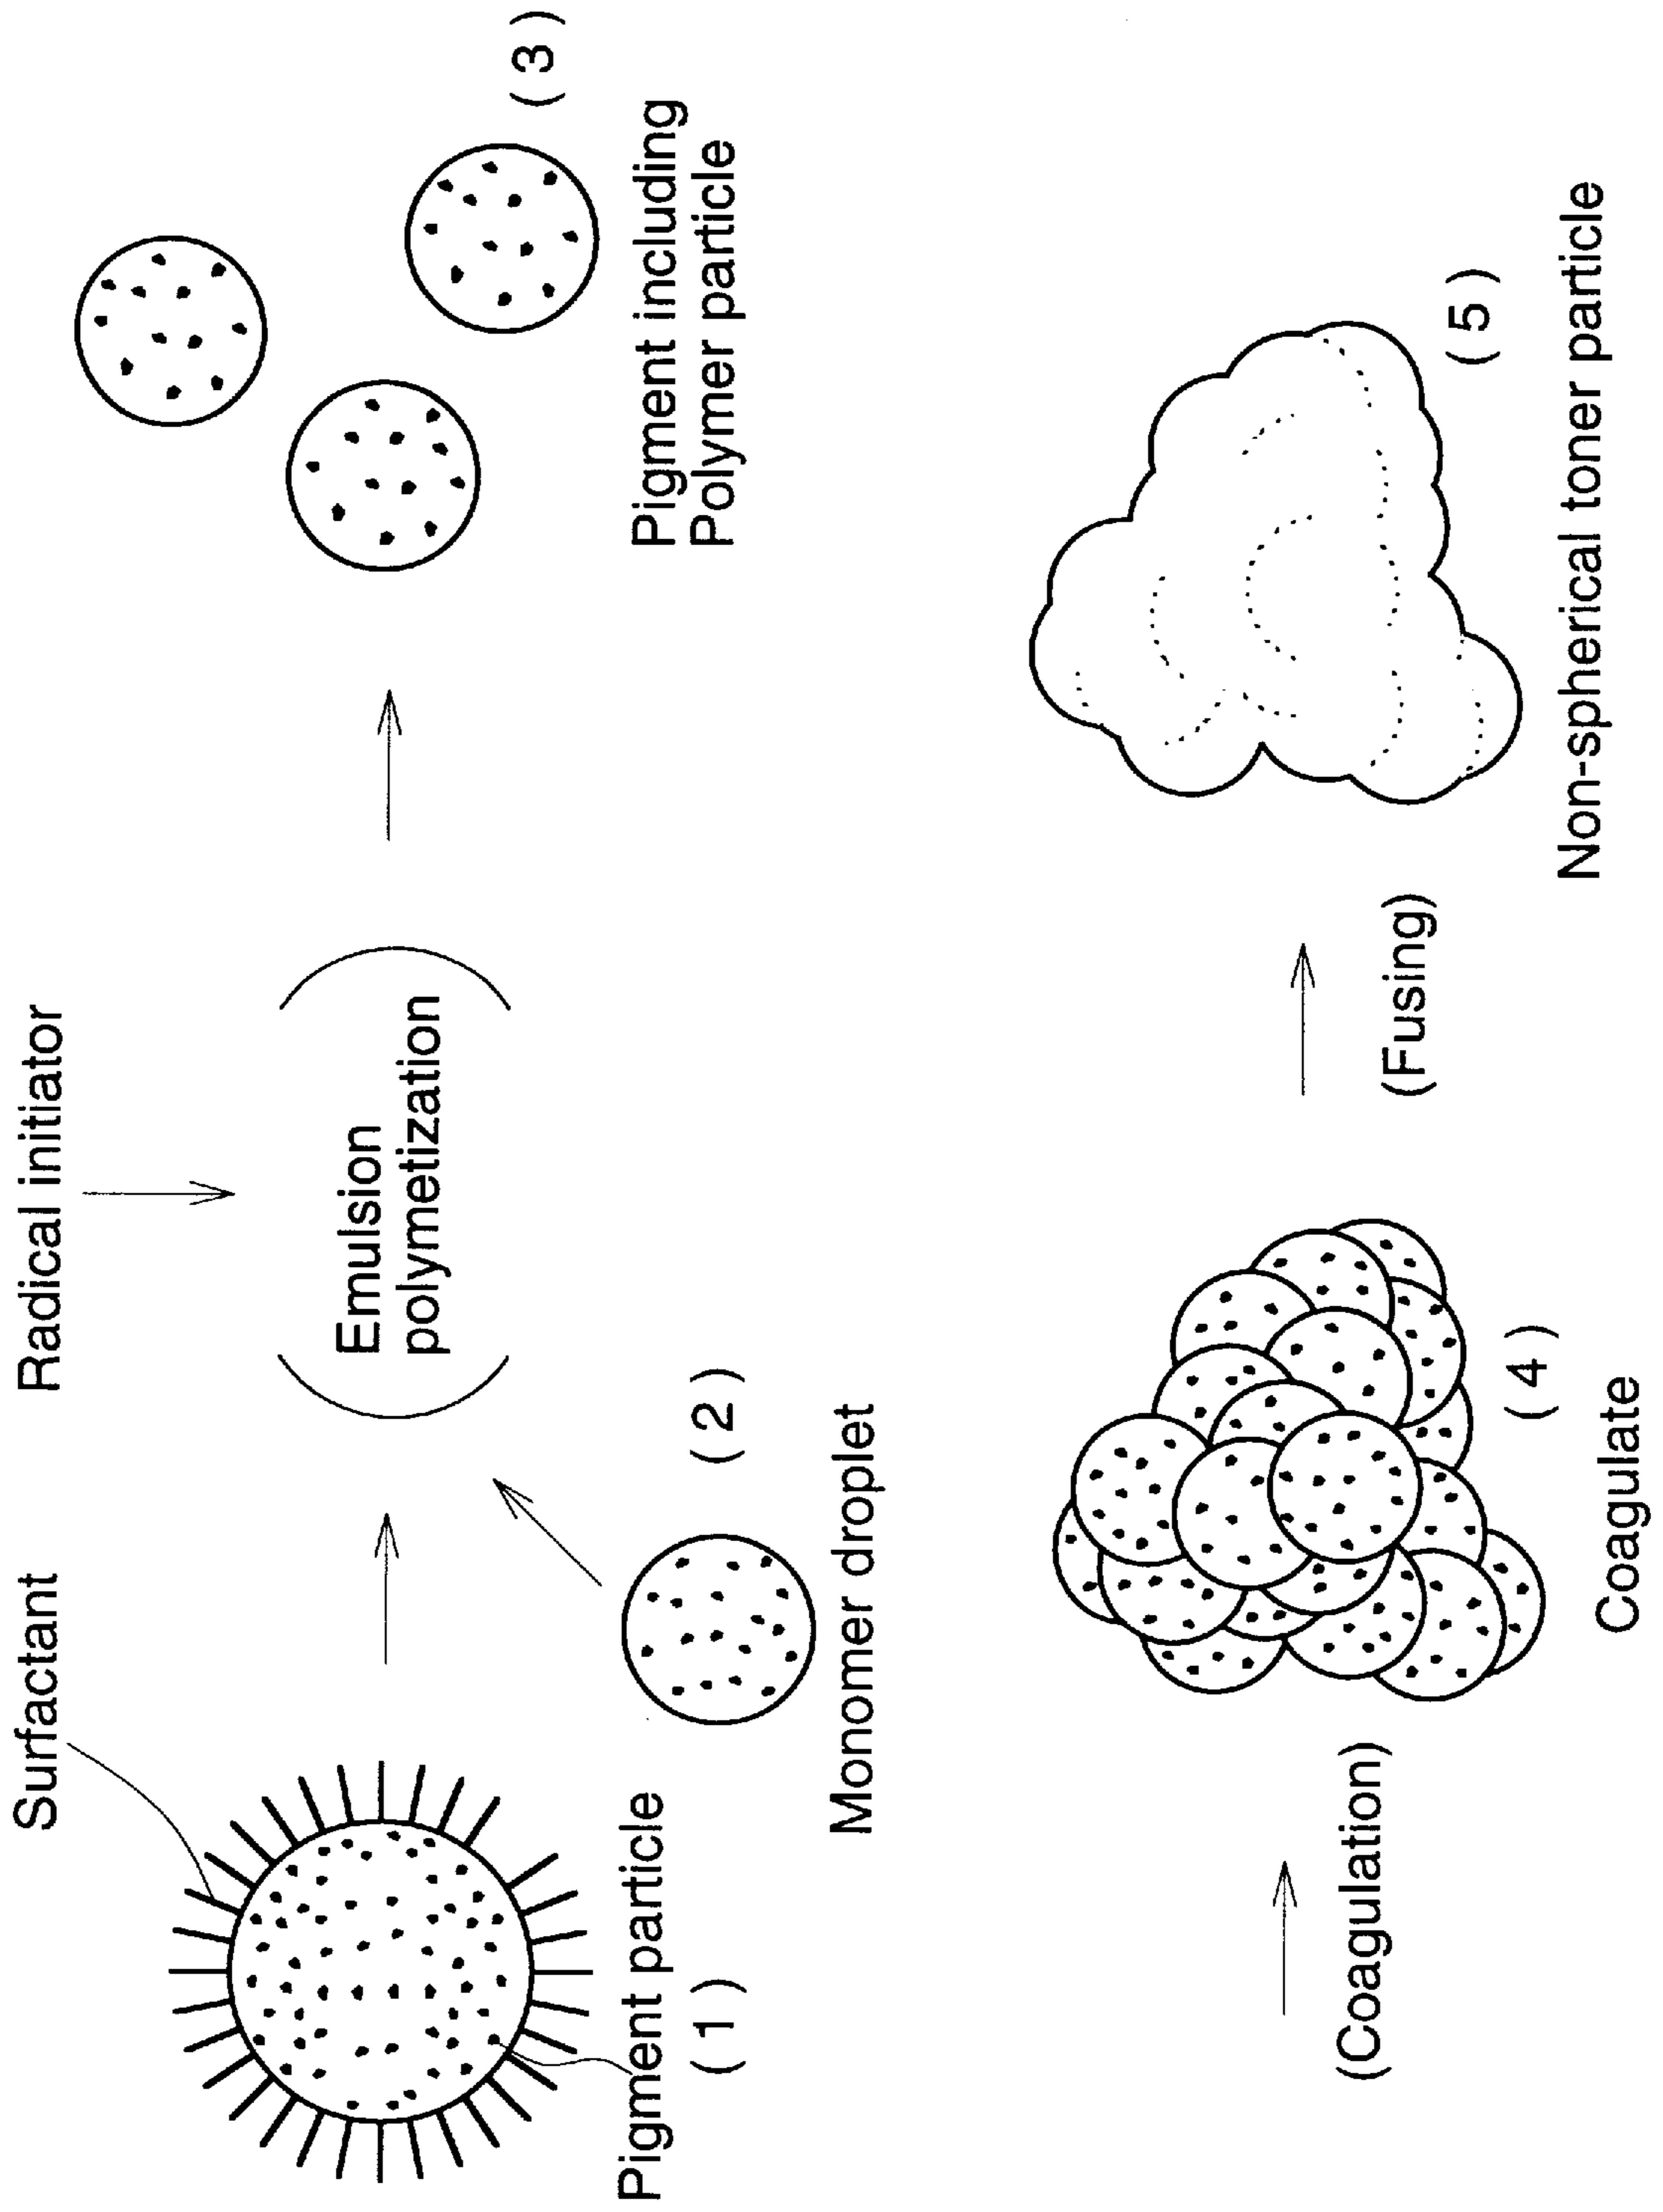 Surfactant
Radical initiator
Pigment particle
( 1 )
Monomer droplet
( 2 )
Emulsion
polymetization
( 3 )
Pigment including
Polymer particle
(Coagulation)
( 4 )
Coagulate
(Fusing)
( 5 )
Non-spherical toner particle